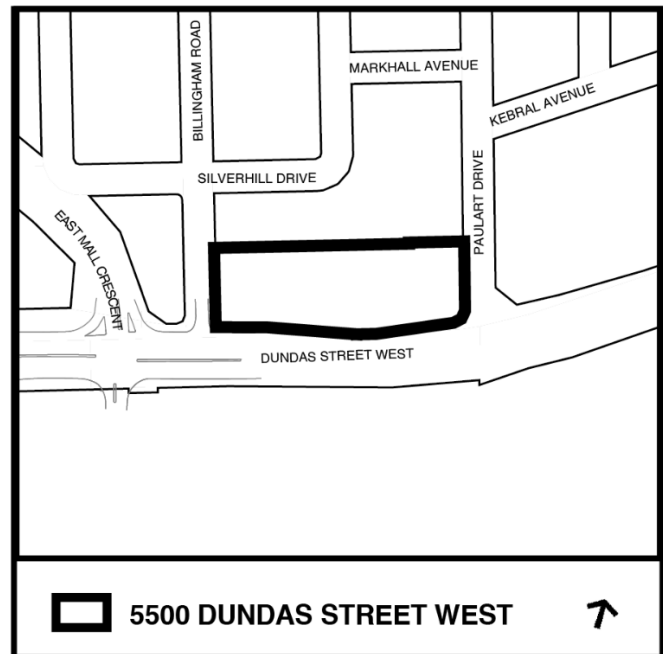 BILLINGHAM ROAD
MARKHALL AVENUE
KEBRAL AVENUE
SILVERHILL DRIVE
PAULART DRIVE
EAST MALL CRESCENT
DUNDAS STREET WEST
5500 DUNDAS STREET WEST